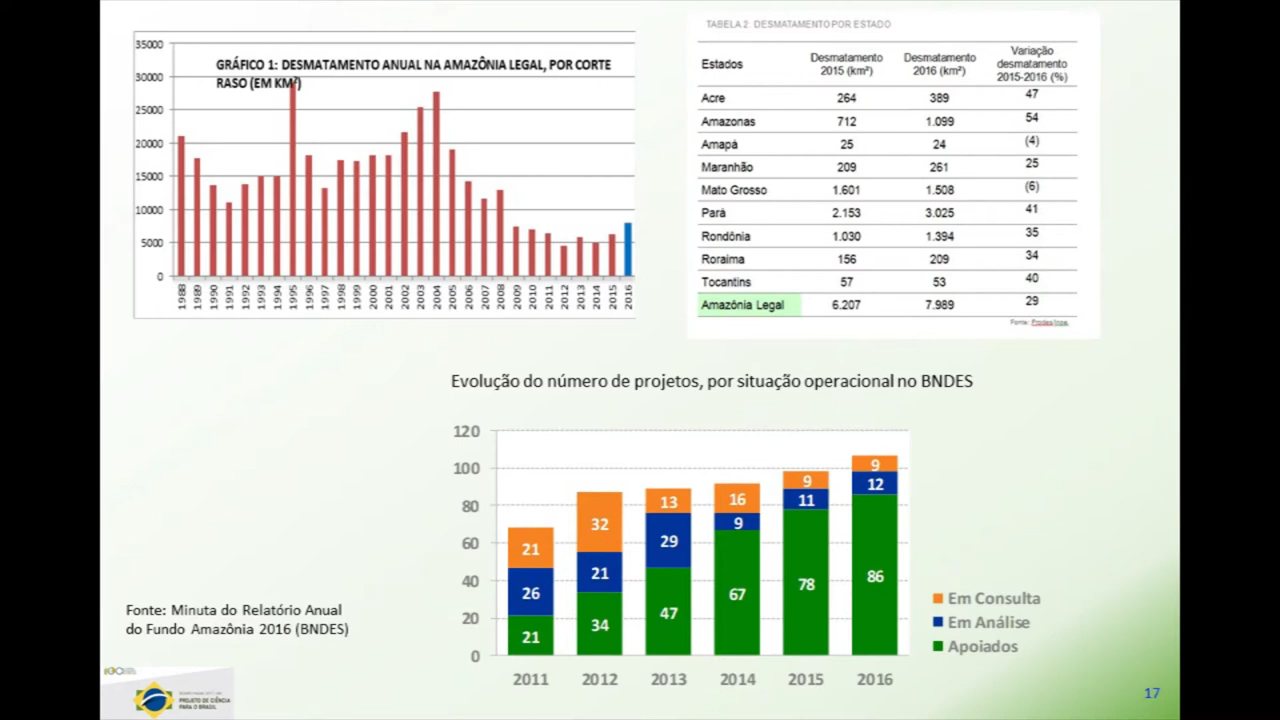 GRÁFICO 1: DESMATAMENTO ANUAL NA AMAZÔNIA LEGAL, POR CORTE
RASO (EM KM²)
35000
30000
25000
20000
15000
10000
5000
0
1988 1989 1990 1991 1992 1993 1994 1995 1996 1997 1998 1999 2000 2001 2002 2003 2004 2005 2006 2007 2008 2009 2010 2011 2012 2013 2014 2015 2016
TABELA 2: DESMATAMENTO POR ESTADO
Estados Desmatamento 2015 (km²) Desmatamento 2016 (km²) Variação desmatamento 2015-2016 (%)
Acre 264 389 47
Amazonas 712 1.099 54
Amapá 25 24 (4)
Maranhão 209 261 25
Mato Grosso 1.601 1.508 (6)
Pará 2.153 3.025 41
Rondônia 1.030 1.394 35
Roraima 156 209 34
Tocantins 57 53 40
Amazônia Legal 6.207 7.989 29
Fonte: Prodes/Inpe.
Evolução do número de projetos, por situação operacional no BNDES
120
100
80
60
40
20
0
21 32 13 16 9 9
26 21 29 9 11 12
21 34 47 67 78 86
2011 2012 2013 2014 2015 2016
Em Consulta
Em Análise
Apoiados
Fonte: Minuta do Relatório Anual
do Fundo Amazônia 2016 (BNDES)
PROJETO DE CIÊNCIA
PARA O BRASIL
17